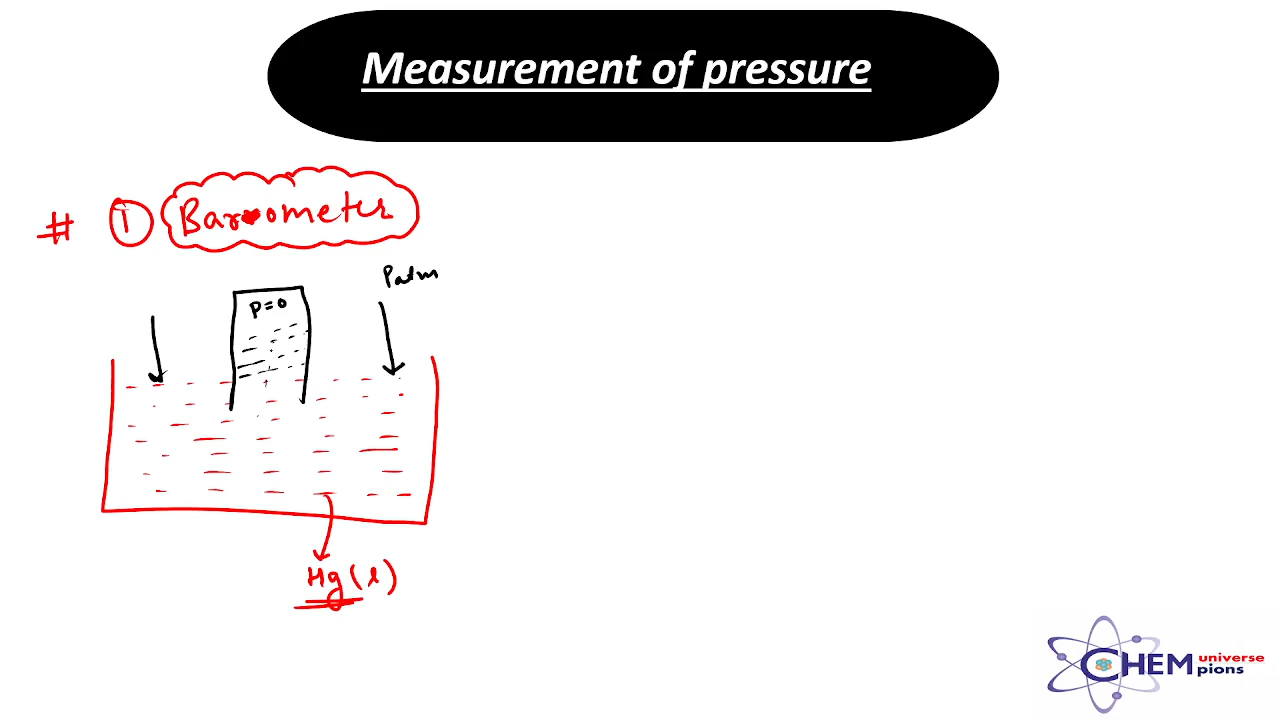 Measurement of pressure
# 1 Barometer
Patm
P=0
Hg(l)
CHEM universe
pions